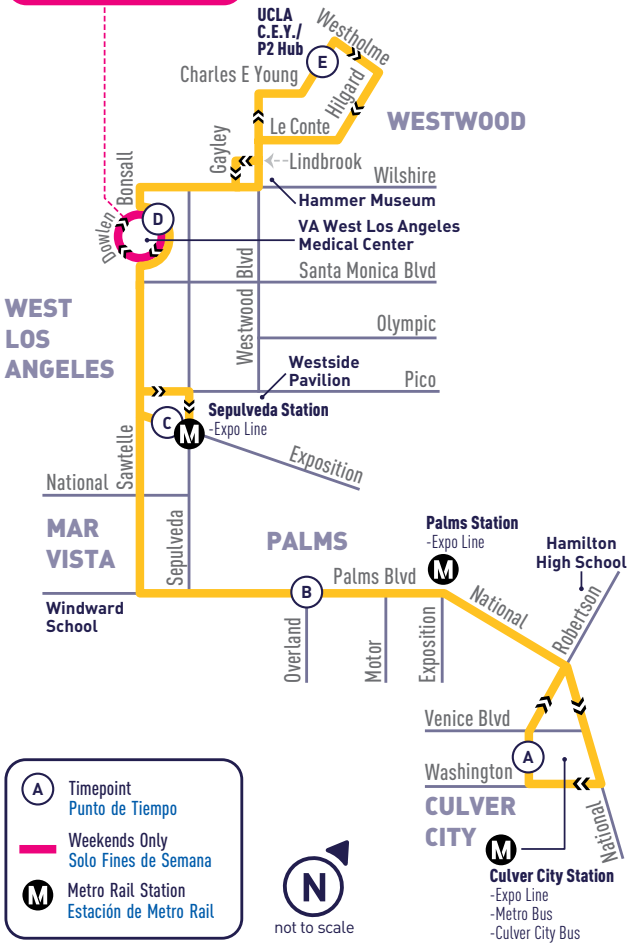 UCLA
C.E.Y./
P2 Hub
Westholme
E
Charles E Young
Hilgard
WESTWOOD
Gayley
Le Conte
Lindbrook
Bonsall
Wilshire
Hammer Museum
D
Dowlen
VA West Los Angeles
Medical Center
Santa Monica Blvd
Westwood Blvd
WEST
LOS
ANGELES
Olympic
Westside
Pavilion
Pico
C
M
Sepulveda Station
-Expo Line
Sawtelle
Exposition
National
MAR
VISTA
Sepulveda
PALMS
Palms Station
-Expo Line
M
Hamilton
High School
Windward
School
B
Palms Blvd
National
Robertson
Overland
Motor
Exposition
Venice Blvd
A
Washington
CULVER
CITY
National
M
Culver City Station
-Expo Line
-Metro Bus
-Culver City Bus
A
Timepoint
Punto de Tiempo
Weekends Only
Solo Fines de Semana
M
Metro Rail Station
Estación de Metro Rail
N
not to scale